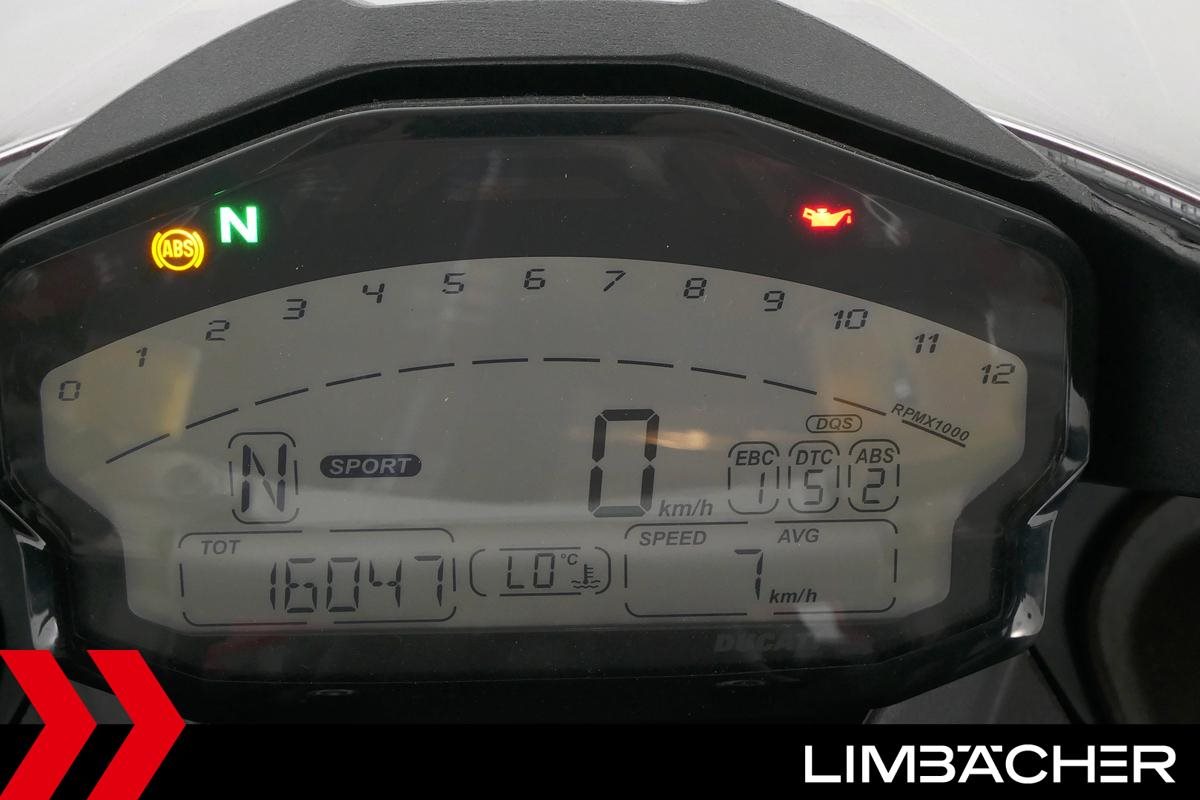 ABS
N
0 1 2 3 4 5 6 7 8 9 10 11 12
RPMX1000
N
SPORT
0
km/h
DQS
EBC DTC ABS
1 5 2
TOT
16047
LO °C
SPEED AVG
7
km/h
DUCATI
LIMBÄCHER